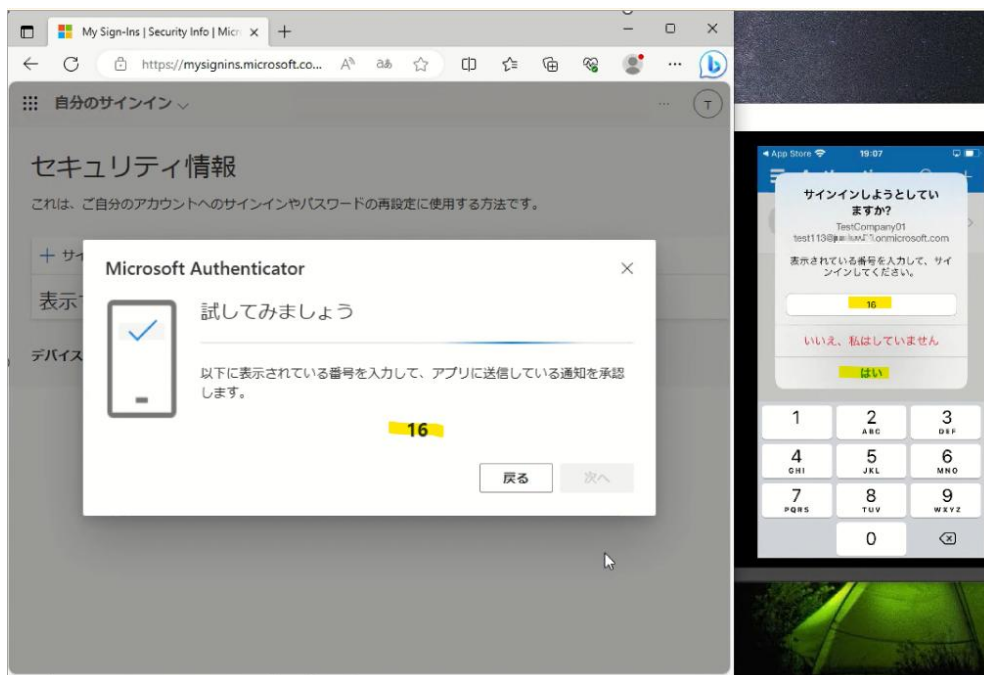 My Sign-Ins | Security Info | Micr
https://mysignins.microsoft.co...
自分のサインイン
T
セキュリティ情報
これは、ご自分のアカウントへのサインインやパスワードの再設定に使用する方法です。
+ サイ
表示
デバイス
Microsoft Authenticator
試してみましょう
以下に表示されている番号を入力して、アプリに送信している通知を承認
します。
16
戻る
次へ
App Store
19:07
サインインしようとしてい
ますか?
TestCompany01
test113@
.onmicrosoft.com
表示されている番号を入力して、サイ
ンインしてください。
16
いいえ、私はしていません
はい
1
2
ABC
3
DEF
4
GHI
5
JKL
6
MNO
7
PQRS
8
TUV
9
WXYZ
0